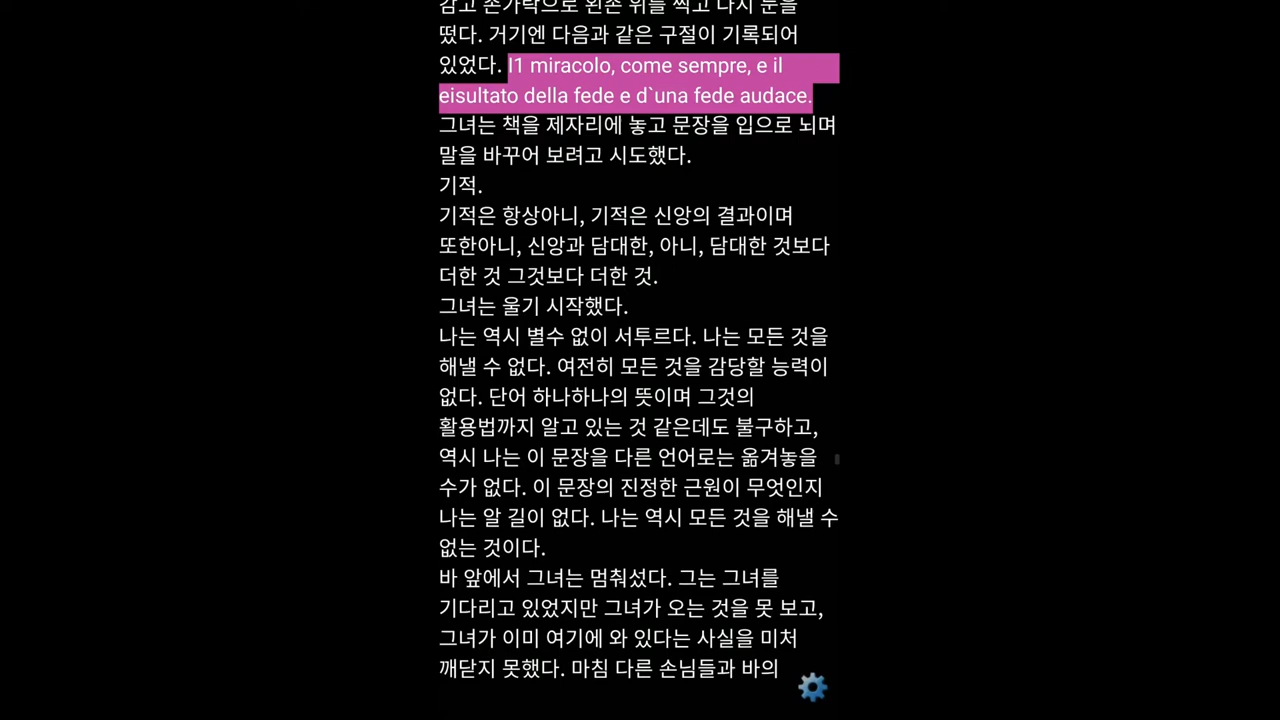 감고 손가락으로 왼손 위를 찍고 다시 눈을
떴다. 거기엔 다음과 같은 구절이 기록되어
있었다. l1 miracolo, come sempre, e il
eisultato della fede e d`una fede audace.
그녀는 책을 제자리에 놓고 문장을 입으로 뇌며
말을 바꾸어 보려고 시도했다.
기적.
기적은 항상아니, 기적은 신앙의 결과이며
또한아니, 신앙과 담대한, 아니, 담대한 것보다
더한 것 그것보다 더한 것.
그녀는 울기 시작했다.
나는 역시 별수 없이 서투르다. 나는 모든 것을
해낼 수 없다. 여전히 모든 것을 감당할 능력이
없다. 단어 하나하나의 뜻이며 그것의
활용법까지 알고 있는 것 같은데도 불구하고,
역시 나는 이 문장을 다른 언어로는 옮겨놓을
수가 없다. 이 문장의 진정한 근원이 무엇인지
나는 알 길이 없다. 나는 역시 모든 것을 해낼 수
없는 것이다.
바 앞에서 그녀는 멈춰섰다. 그는 그녀를
기다리고 있었지만 그녀가 오는 것을 못 보고,
그녀가 이미 여기에 와 있다는 사실을 미처
깨닫지 못했다. 마침 다른 손님들과 바의